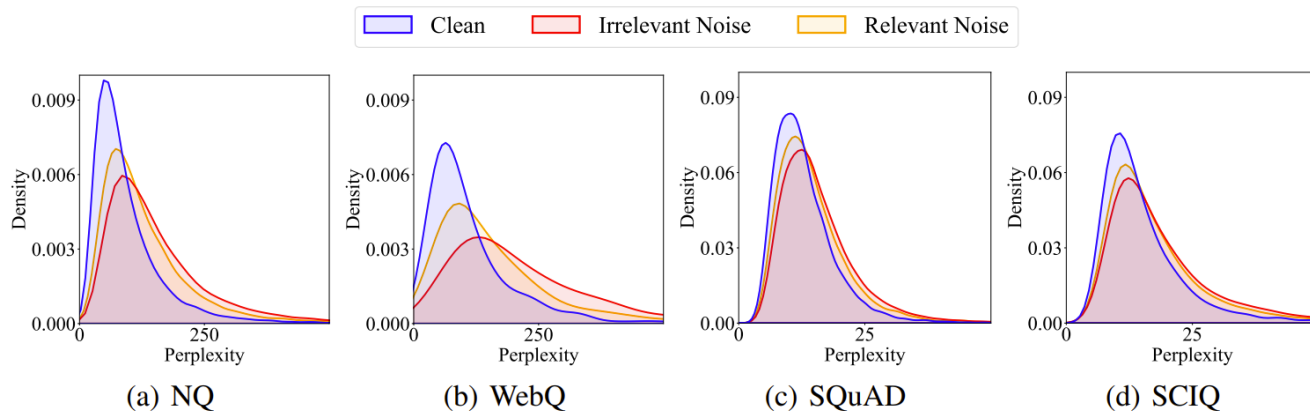 Clean Irrelevant Noise Relevant Noise
0.009
0.006
0.003
0.000
0
250
Density
Perplexity
(a) NQ
0.009
0.006
0.003
0.000
0
250
Density
Perplexity
(b) WebQ
0.09
0.06
0.03
0.00
0
25
Density
Perplexity
(c) SQuAD
0.09
0.06
0.03
0.00
0
25
Density
Perplexity
(d) SCIQ